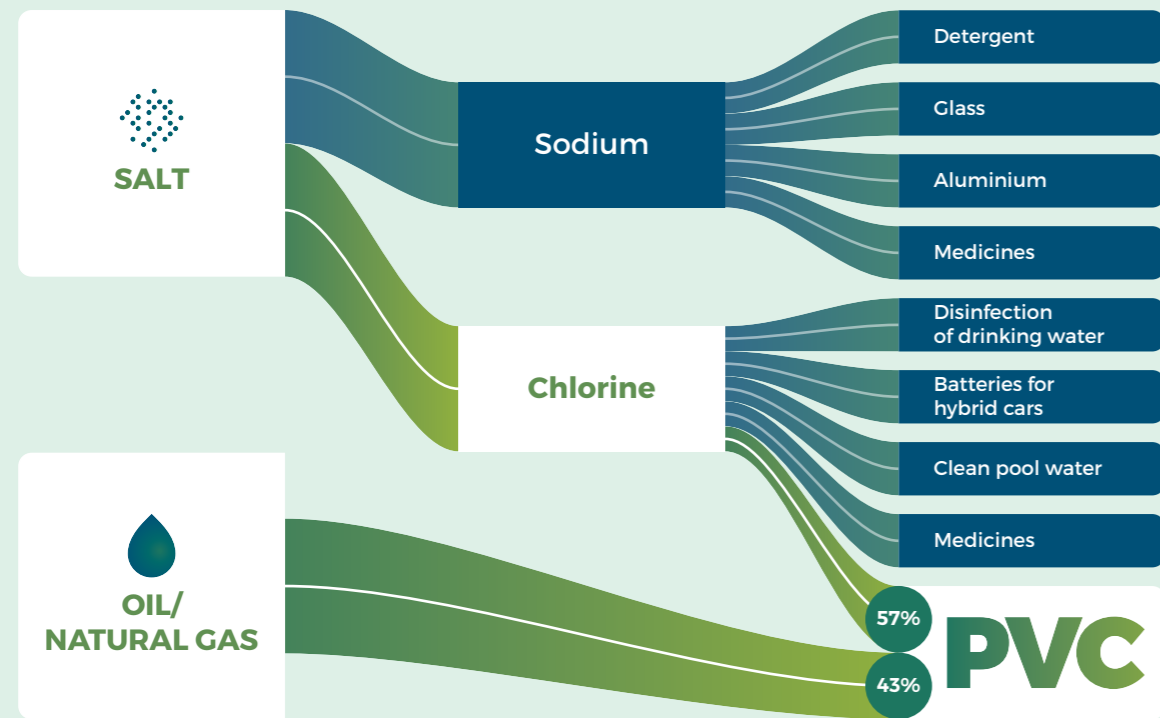 SALT
Sodium
Chlorine
OIL/
NATURAL GAS
Detergent
Glass
Aluminium
Medicines
Disinfection
of drinking water
Batteries for
hybrid cars
Clean pool water
Medicines
57%
43%
PVC